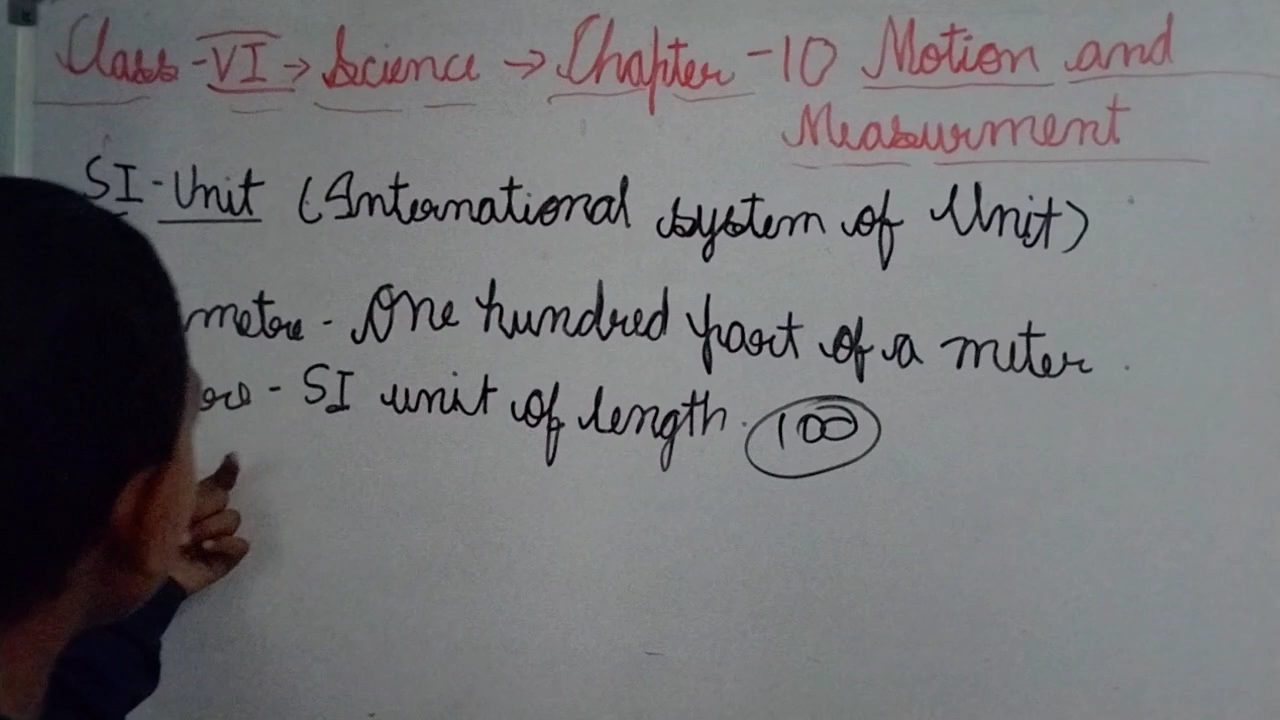 Class-VI → Science → Chapter-10 Motion and
Measurment
SI-Unit (International system of Unit)
metre - One hundred part of a meter.
- SI unit of length. 100